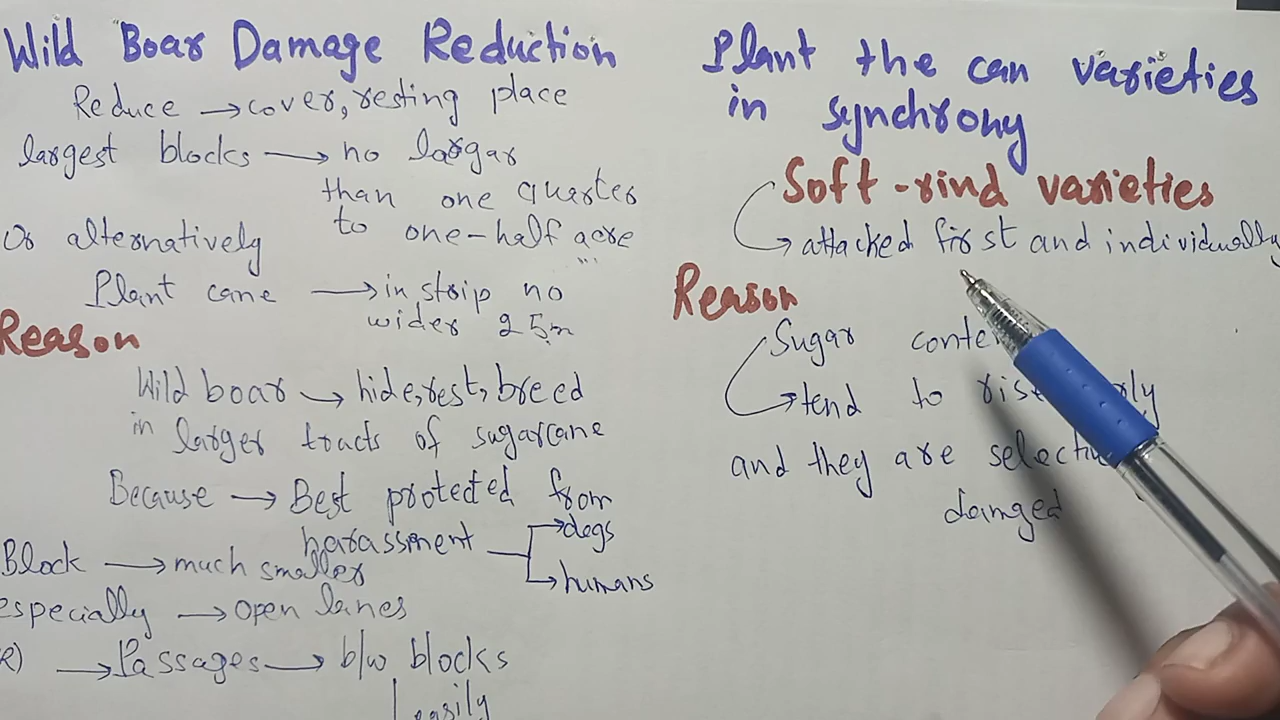 Wild Boar Damage Reduction
Reduce → cover, resting place
largest blocks → no largar
than one quarter
Or alternatively to one-half acre
Plant cane → in strip no
wider 25m
Reason
Wild boar → hide, rest, breed
in larger tracts of sugarcane
Because → Best protected from
harassment → dogs
→ humans
Block → much smaller
especially → open lanes
→ Passages → b/w blocks
easily
Plant the can varieties
in synchrony
Soft-rind varieties
→ attacked first and individually
Reason
Sugar
→ tend to
and they are
damged